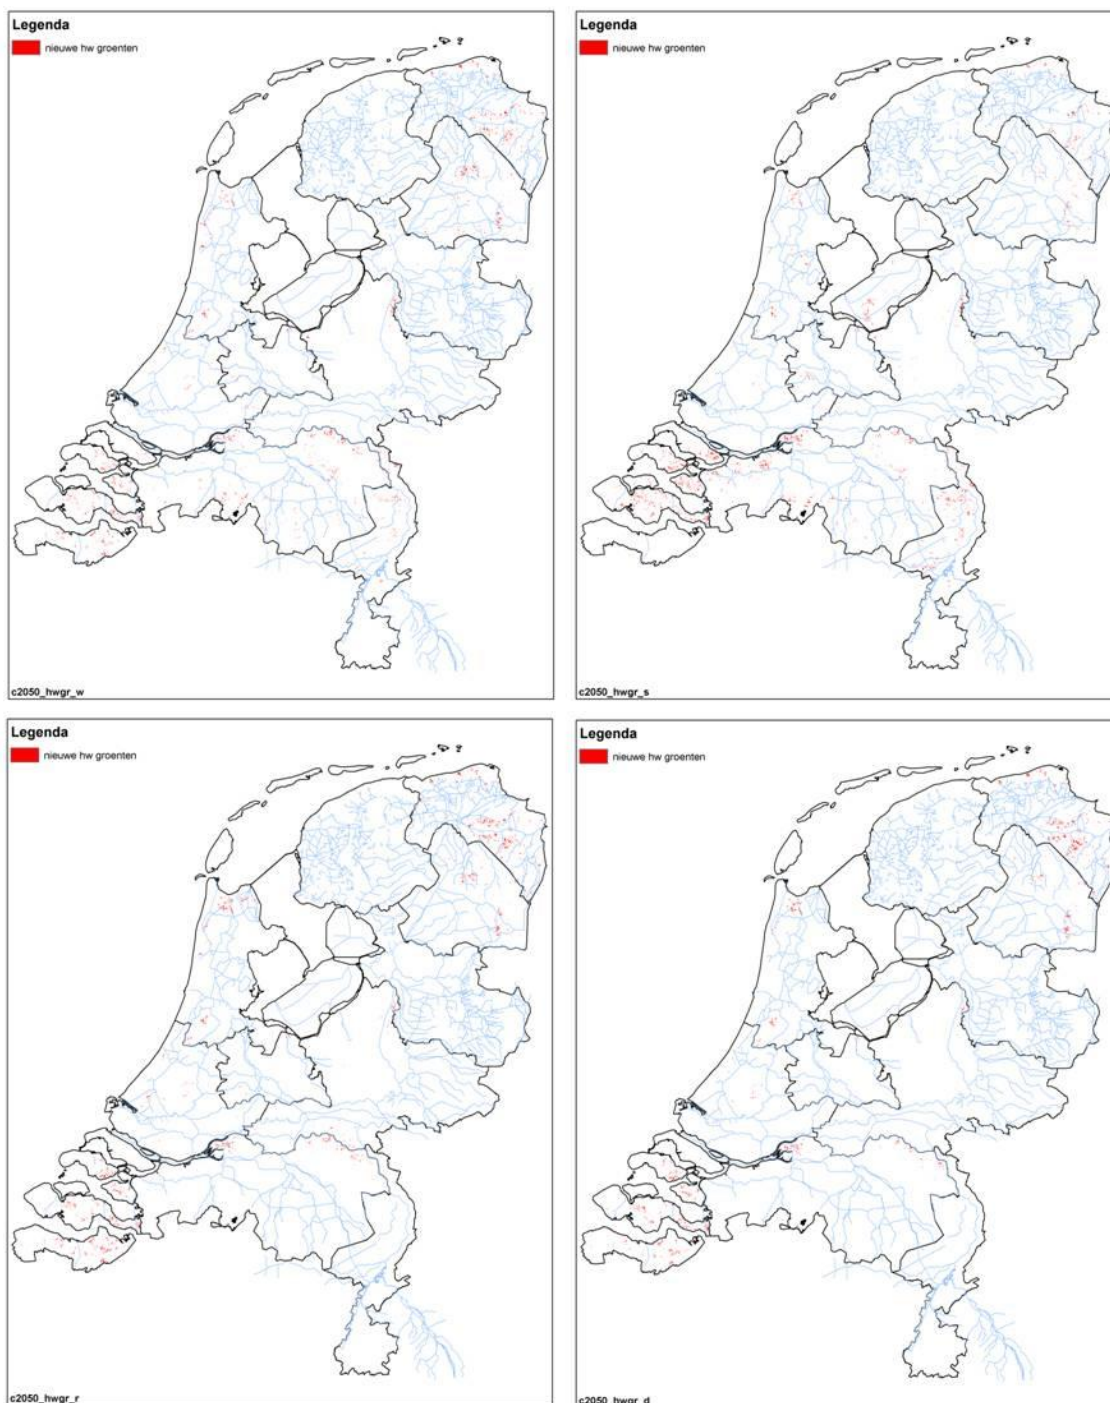 Legenda
nieuwe hw groenten
c2050_hwgr_w
Legenda
nieuwe hw groenten
c2050_hwgr_s
Legenda
nieuwe hw groenten
c2050_hwgr_r
Legenda
nieuwe hw groenten
c2050_hwgr_d